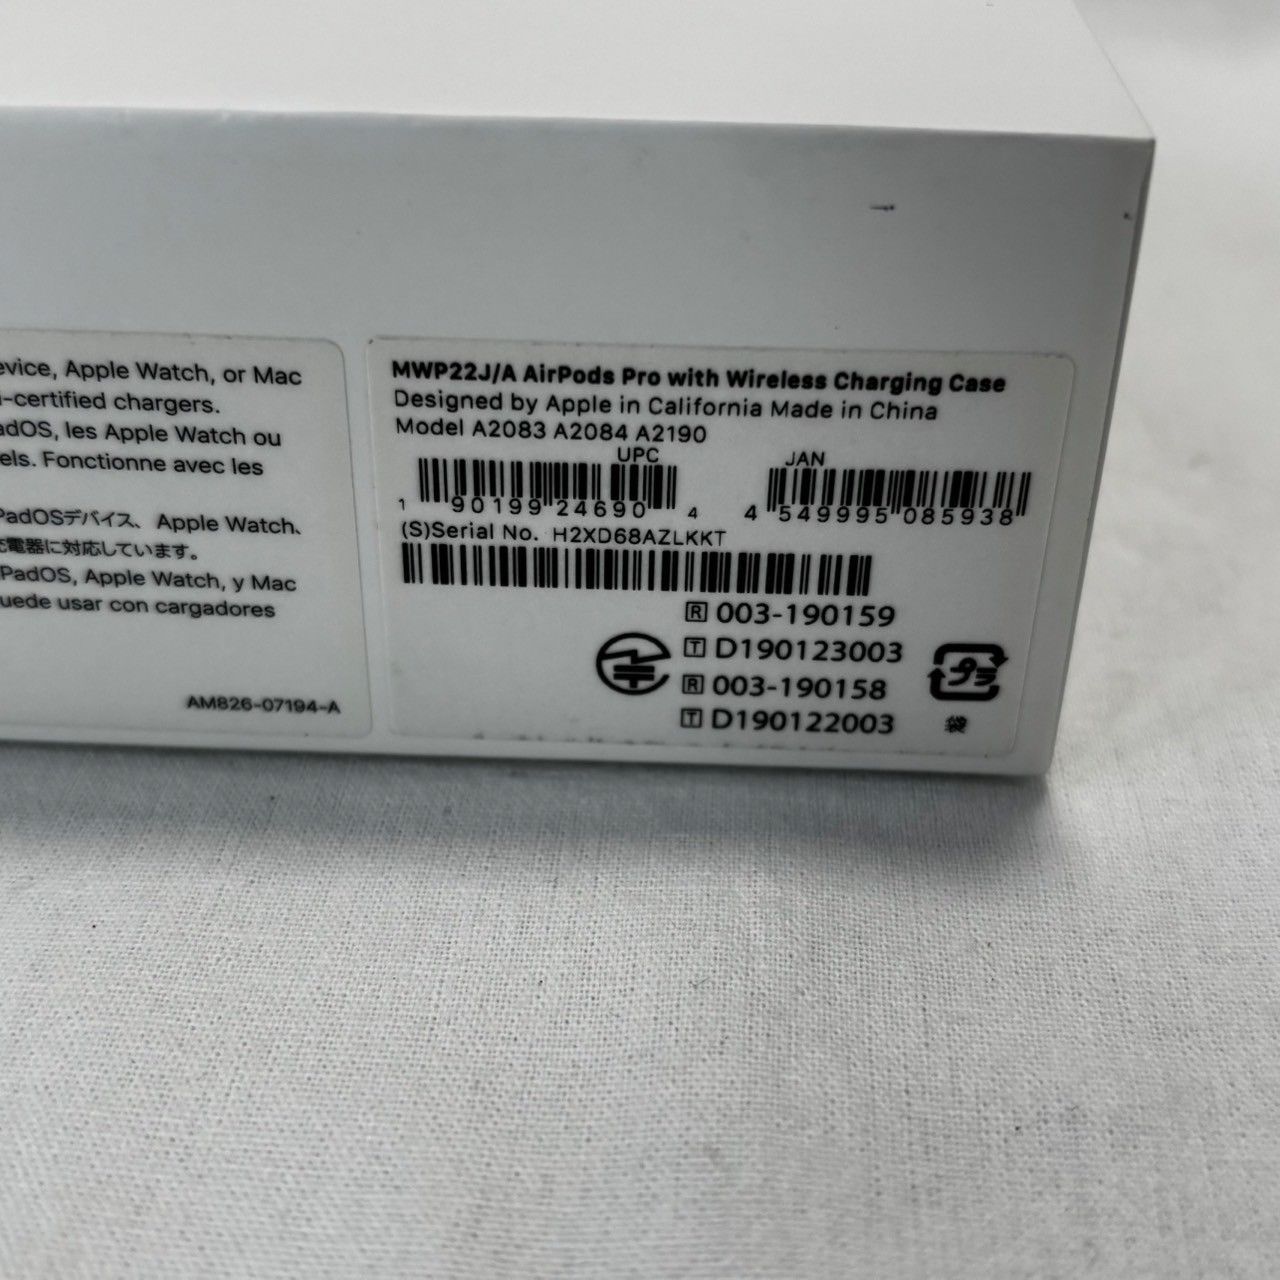 evice, Apple Watch, or Mac
-certified chargers.
adOS, les Apple Watch ou
els. Fonctionne avec les
PadOSデバイス、Apple Watch、
充電器に対応しています。
PadOS, Apple Watch, y Mac
uede usar con cargadores
AM826-07194-A
MWP22J/A AirPods Pro with Wireless Charging Case
Designed by Apple in California Made in China
Model A2083 A2084 A2190
UPC
1 90199 24690 4
JAN
4 549995 085938
(S)Serial No. H2XD68AZLKKT
R 003-190159
T D190123003
R 003-190158
T D190122003
プラ
袋